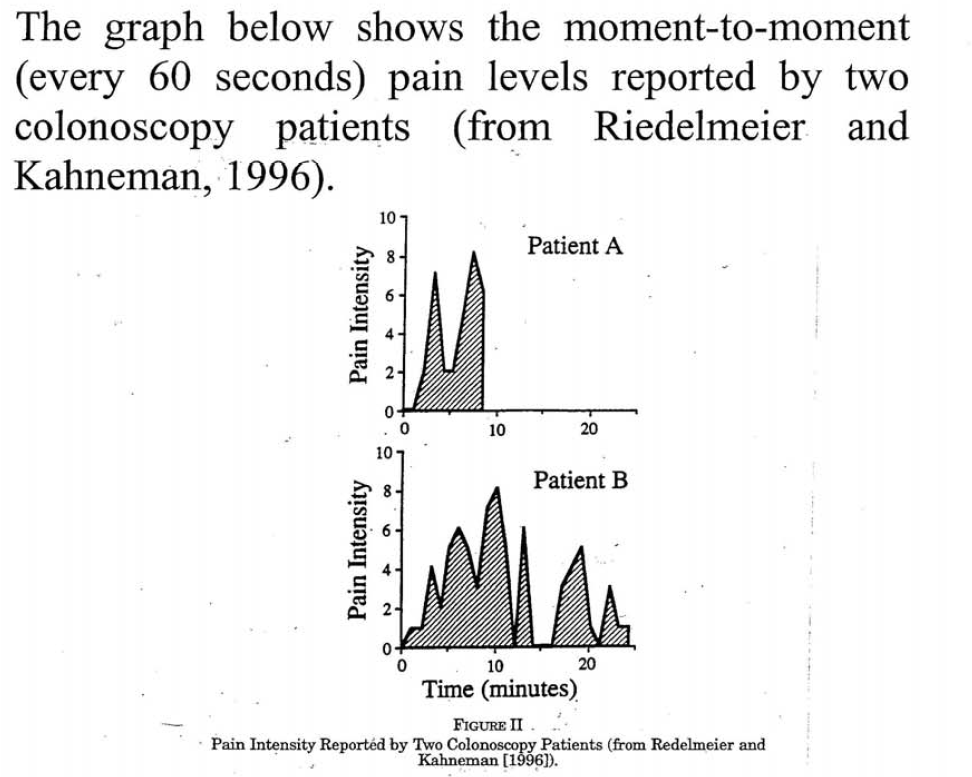 The graph below shows the moment-to-moment
(every 60 seconds) pain levels reported by two
colonoscopy patients (from Riedelmeier and
Kahneman, 1996).
10
8
6
4
2
0
Pain Intensity
Patient A
0 10 20
10
8
6
4
2
0
Pain Intensity
Patient B
0 10 20
Time (minutes)
FIGURE II
Pain Intensity Reported by Two Colonoscopy Patients (from Redelmeier and
Kahneman [1996]).